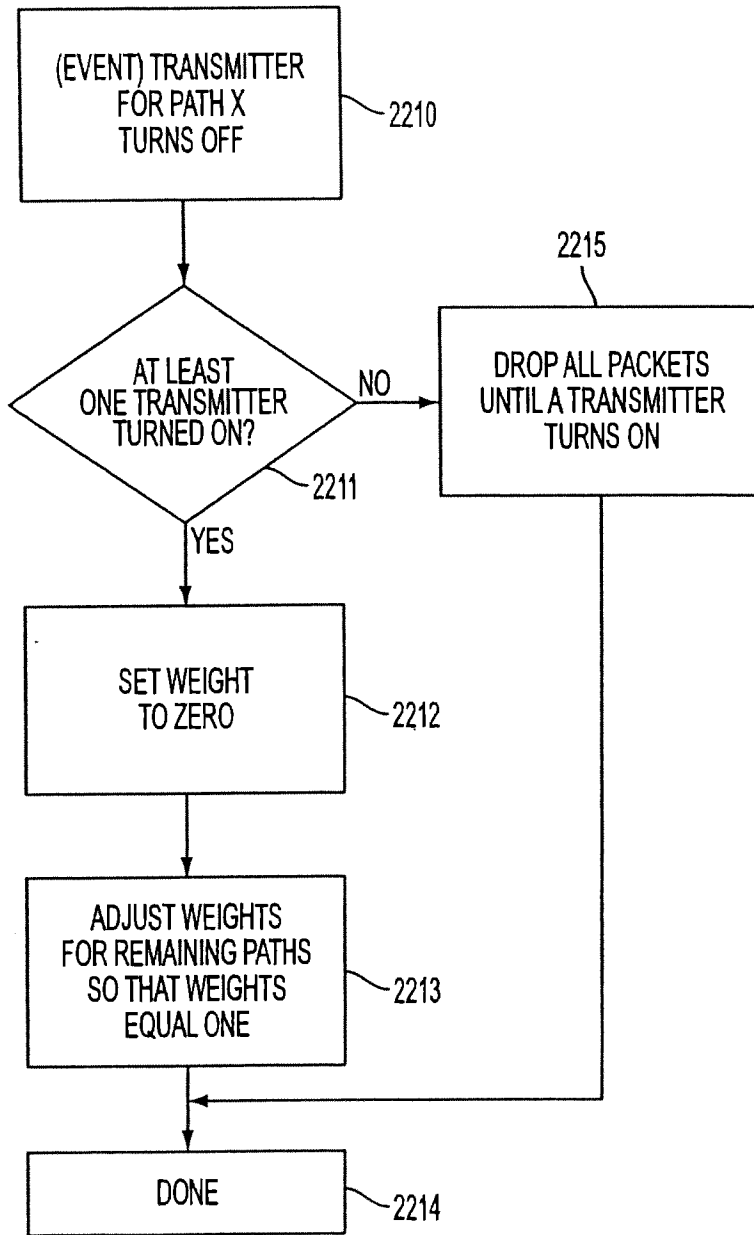 (EVENT) TRANSMITTER
FOR PATH X
TURNS OFF
2210
AT LEAST
ONE TRANSMITTER
TURNED ON?
2211
NO
YES
2215
DROP ALL PACKETS
UNTIL A TRANSMITTER
TURNS ON
SET WEIGHT
TO ZERO
2212
ADJUST WEIGHTS
FOR REMAINING PATHS
SO THAT WEIGHTS
EQUAL ONE
2213
DONE
2214